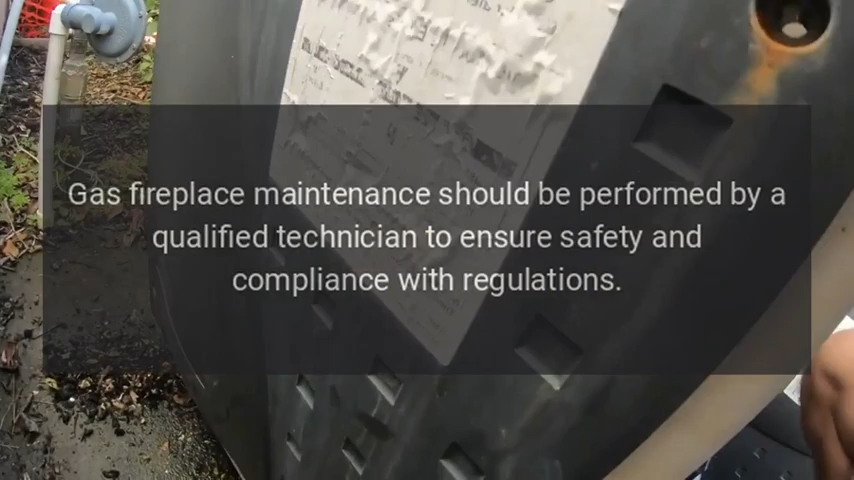 Gas fireplace maintenance should be performed by a
qualified technician to ensure safety and
compliance with regulations.